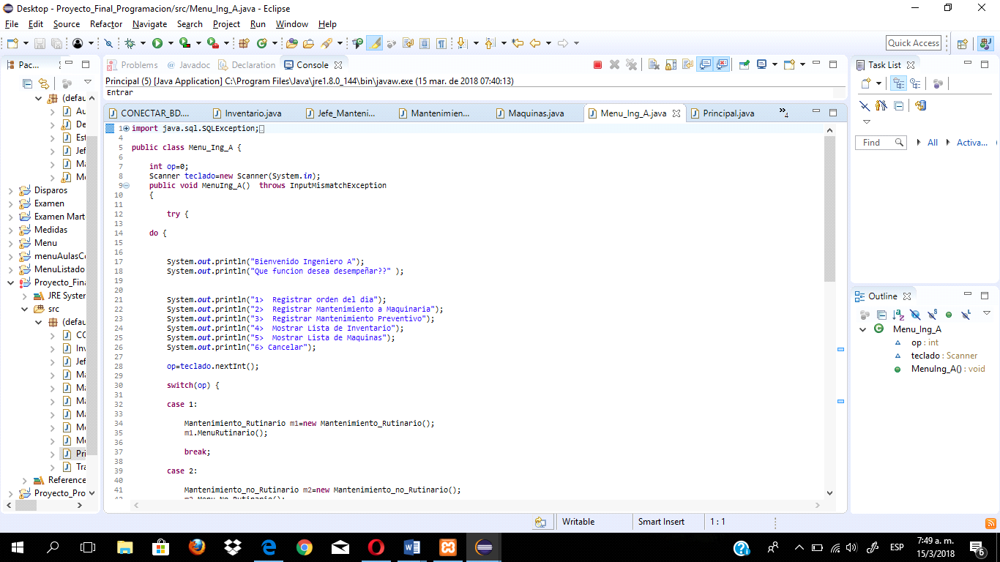 Desktop - Proyecto_Final_Programacion/src/Menu_Ing_A.java - Eclipse
File Edit Source Refactor Navigate Search Project Run Window Help
Quick Access
Pac...
(defau
Au
De
Est
Jef
Ma
Me
Disparos
Examen
Examen Mart
Medidas
Menu
menuAulasCo
MenuListado
Proyecto_Fina
JRE System
src
(defau
CO
Inv
Jef
Ma
Ma
Ma
Ma
Me
Me
Pri
Tra
Reference
Proyecto_Pro
Problems @ Javadoc Declaration Console
Principal (5) [Java Application] C:\Program Files\Java\jre1.8.0_144\bin\javaw.exe (15 mar. de 2018 07:40:13)
Entrar
CONECTAR_BD.... Inventario.java Jefe_Manteni... Mantenimien... Maquinas.java Menu_Ing_A.java Principal.java »4
1 import java.sql.SQLException;
4
5 public class Menu_Ing_A {
6
7 int op=0;
8 Scanner teclado=new Scanner(System.in);
9 public void MenuIng_A()  throws InputMismatchException
10 {
11
12 try {
13
14 do {
15
16
17 System.out.println("Bienvenido Ingeniero A");
18 System.out.println("Que funcion desea desempeñar??" );
19
20
21 System.out.println("1>  Registrar orden del dia");
22 System.out.println("2>  Registrar Mantenimiento a Maquinaria");
23 System.out.println("3>  Registrar Mantenimiento Preventivo");
24 System.out.println("4>  Mostrar Lista de Inventario");
25 System.out.println("5>  Mostrar Lista de Maquinas");
26 System.out.println("6> Cancelar");
27
28 op=teclado.nextInt();
29
30 switch(op) {
31
32 case 1:
33
34 Mantenimiento_Rutinario m1=new Mantenimiento_Rutinario();
35 m1.MenuRutinario();
36
37 break;
38
39 case 2:
40
41 Mantenimiento_no_Rutinario m2=new Mantenimiento_no_Rutinario();
42 m2.Menu_No_Rutinario();
Task List
Find All Activa...
Outline
Menu_Ing_A
op : int
teclado : Scanner
MenuIng_A() : void
Writable Smart Insert 1 : 1
ESP
7:49 a. m.
15/3/2018
6